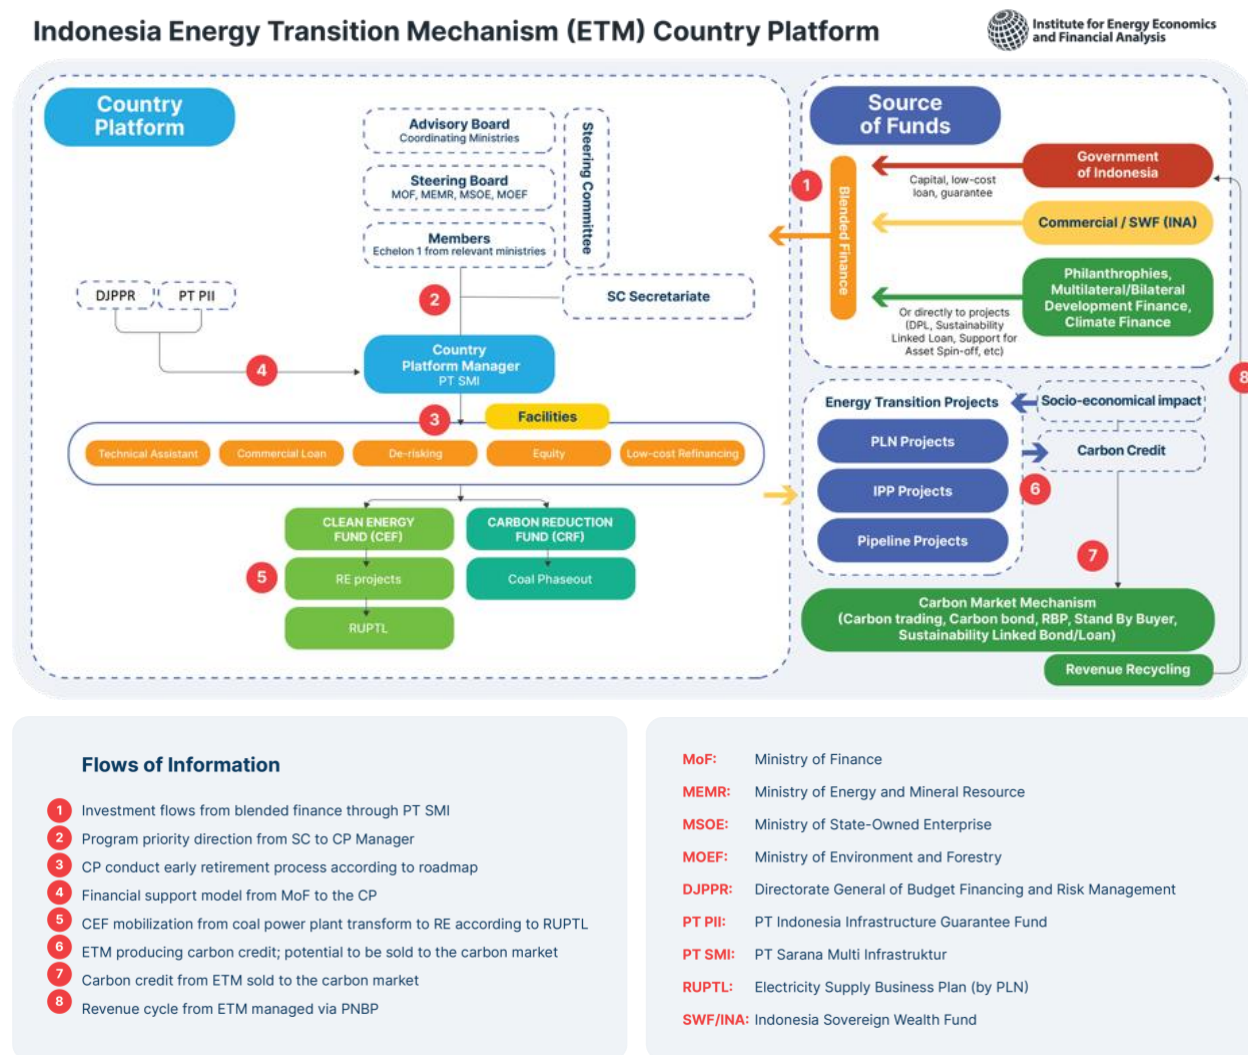 Indonesia Energy Transition Mechanism (ETM) Country Platform
Institute for Energy Economics
and Financial Analysis
Country
Platform
Advisory Board
Coordinating Ministries
Steering Board
MOF, MEMR, MSOE, MOEF
Members
Echelon 1 from relevant ministries
Steering Committee
DJPPR
PT PII
2
SC Secretariate
4
Country
Platform Manager
PT SMI
3
Facilities
Technical Assistant
Commercial Loan
De-risking
Equity
Low-cost Refinancing
CLEAN ENERGY
FUND (CEF)
CARBON REDUCTION
FUND (CRF)
5
RE projects
Coal Phaseout
RUPTL
Source
of Funds
1
Blended Finance
Capital, low-cost
loan, guarantee
Government
of Indonesia
Commercial / SWF (INA)
Philanthrophies,
Multilateral/Bilateral
Development Finance,
Climate Finance
Or directly to projects
(DPL, Sustainability
Linked Loan, Support for
Asset Spin-off, etc)
8
Energy Transition Projects
Socio-economical impact
PLN Projects
Carbon Credit
IPP Projects
6
Pipeline Projects
7
Carbon Market Mechanism
(Carbon trading, Carbon bond, RBP, Stand By Buyer,
Sustainability Linked Bond/Loan)
Revenue Recycling
Flows of Information
1 Investment flows from blended finance through PT SMI
2 Program priority direction from SC to CP Manager
3 CP conduct early retirement process according to roadmap
4 Financial support model from MoF to the CP
5 CEF mobilization from coal power plant transform to RE according to RUPTL
6 ETM producing carbon credit; potential to be sold to the carbon market
7 Carbon credit from ETM sold to the carbon market
8 Revenue cycle from ETM managed via PNBP
MoF: Ministry of Finance
MEMR: Ministry of Energy and Mineral Resource
MSOE: Ministry of State-Owned Enterprise
MOEF: Ministry of Environment and Forestry
DJPPR: Directorate General of Budget Financing and Risk Management
PT PII: PT Indonesia Infrastructure Guarantee Fund
PT SMI: PT Sarana Multi Infrastruktur
RUPTL: Electricity Supply Business Plan (by PLN)
SWF/INA: Indonesia Sovereign Wealth Fund